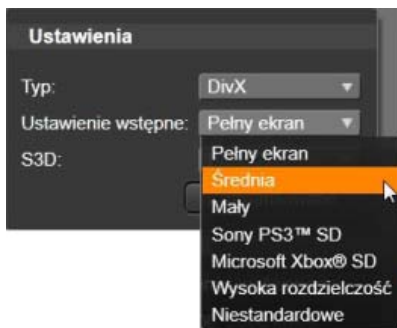 Ustawienia
Typ: DivX
Ustawienie wstępne: Pełny ekran
S3D:
Pełny ekran
Średnia
Mały
Sony PS3™ SD
Microsoft Xbox® SD
Wysoka rozdzielczość
Niestandardowe